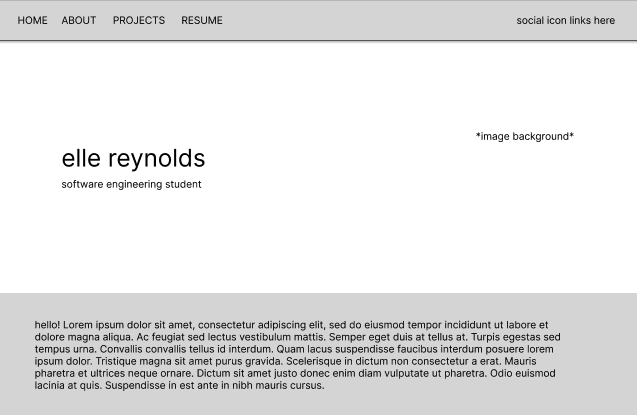 HOME ABOUT PROJECTS RESUME social icon links here
*image background*
elle reynolds
software engineering student
hello! Lorem ipsum dolor sit amet, consectetur adipiscing elit, sed do eiusmod tempor incididunt ut labore et
dolore magna aliqua. Ac feugiat sed lectus vestibulum mattis. Semper eget duis at tellus at. Turpis egestas sed
tempus urna. Convallis convallis tellus id interdum. Quam lacus suspendisse faucibus interdum posuere lorem
ipsum dolor. Tristique magna sit amet purus gravida. Scelerisque in dictum non consectetur a erat. Mauris
pharetra et ultrices neque ornare. Dictum sit amet justo donec enim diam vulputate ut pharetra. Odio euismod
lacinia at quis. Suspendisse in est ante in nibh mauris cursus.